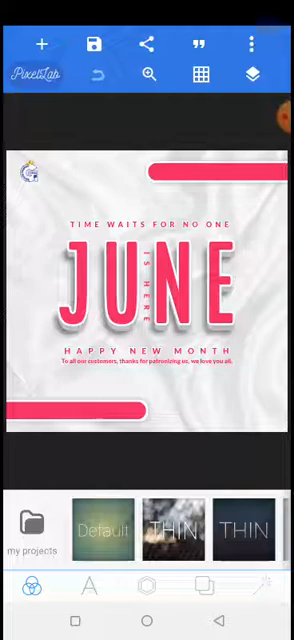 PixelLab
TIME WAITS FOR NO ONE
JUNE
IS HERE
HAPPY NEW MONTH
To all our customers, thanks for patronizing us, we love you all.
my projects
Default
THIN
THIN
A